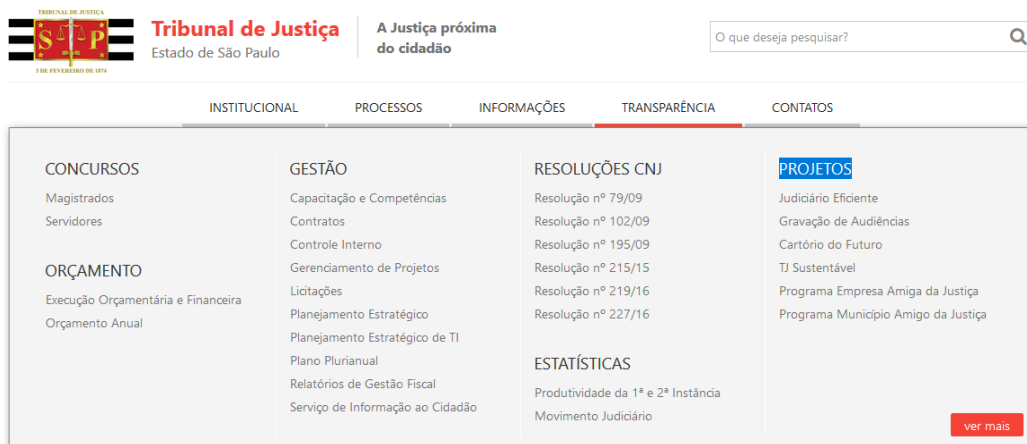 TRIBUNAL DE JUSTIÇA
S P
3 DE FEVEREIRO DE 1874
Tribunal de Justiça
Estado de São Paulo
A Justiça próxima
do cidadão
O que deseja pesquisar?
INSTITUCIONAL PROCESSOS INFORMAÇÕES TRANSPARÊNCIA CONTATOS
CONCURSOS
Magistrados
Servidores
ORÇAMENTO
Execução Orçamentária e Financeira
Orçamento Anual
GESTÃO
Capacitação e Competências
Contratos
Controle Interno
Gerenciamento de Projetos
Licitações
Planejamento Estratégico
Planejamento Estratégico de TI
Plano Plurianual
Relatórios de Gestão Fiscal
Serviço de Informação ao Cidadão
RESOLUÇÕES CNJ
Resolução nº 79/09
Resolução nº 102/09
Resolução nº 195/09
Resolução nº 215/15
Resolução nº 219/16
Resolução nº 227/16
ESTATÍSTICAS
Produtividade da 1ª e 2ª Instância
Movimento Judiciário
PROJETOS
Judiciário Eficiente
Gravação de Audiências
Cartório do Futuro
TJ Sustentável
Programa Empresa Amiga da Justiça
Programa Município Amigo da Justiça
ver mais